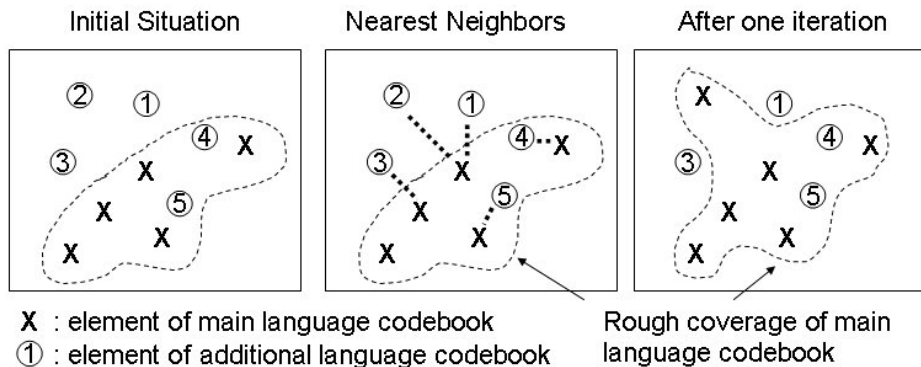 Initial Situation
Nearest Neighbors
After one iteration
2
1
4
3
X
X
5
X
X
X
2
1
4
3
X
X
5
X
X
X
X
1
4
3
X
X
5
X
X
X
X : element of main language codebook
1 : element of additional language codebook
Rough coverage of main
language codebook